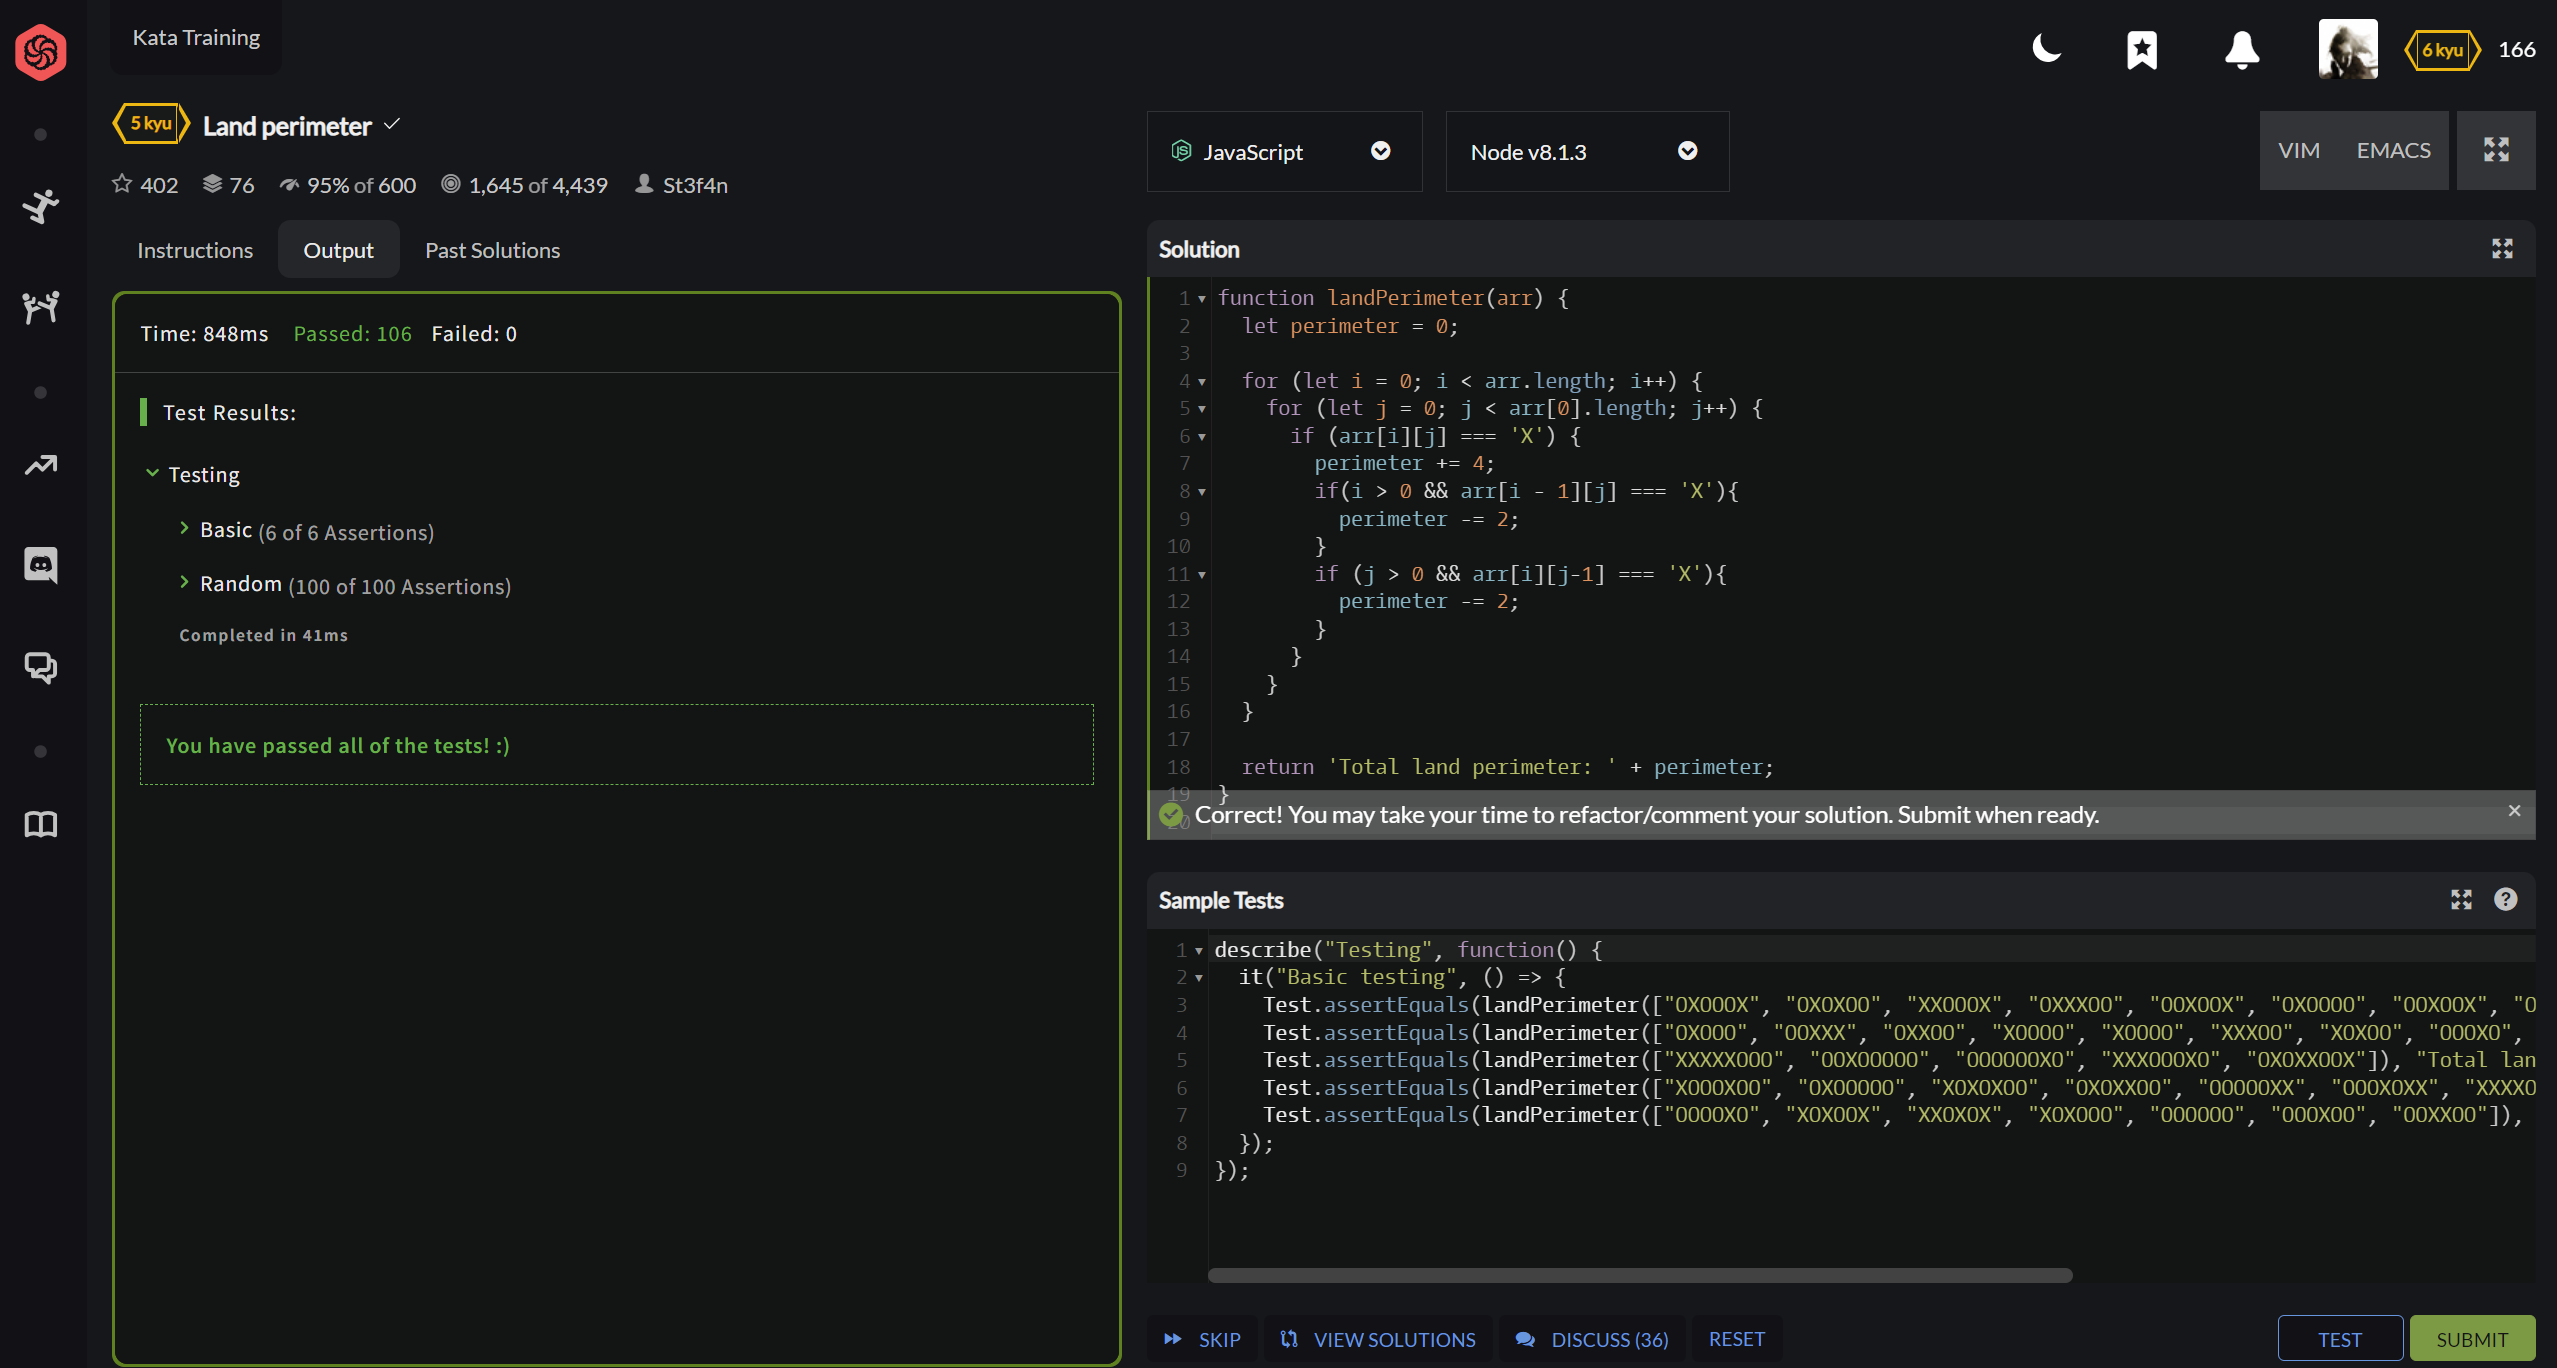 Kata Training
6 kyu 166
5 kyu Land perimeter
402 76 95% of 600 1,645 of 4,439 St3f4n
Instructions Output Past Solutions
Time: 848ms Passed: 106 Failed: 0
Test Results:
Testing
Basic (6 of 6 Assertions)
Random (100 of 100 Assertions)
Completed in 41ms
You have passed all of the tests! :)
JS JavaScript Node v8.1.3 VIM EMACS
Solution
1 function landPerimeter(arr) {
2 let perimeter = 0;
3
4 for (let i = 0; i < arr.length; i++) {
5 for (let j = 0; j < arr[0].length; j++) {
6 if (arr[i][j] === 'X') {
7 perimeter += 4;
8 if(i > 0 && arr[i - 1][j] === 'X'){
9 perimeter -= 2;
10 }
11 if (j > 0 && arr[i][j-1] === 'X'){
12 perimeter -= 2;
13 }
14 }
15 }
16 }
17
18 return 'Total land perimeter: ' + perimeter;
19 }
20
Correct! You may take your time to refactor/comment your solution. Submit when ready. ×
Sample Tests ?
1 describe("Testing", function() {
2 it("Basic testing", () => {
3 Test.assertEquals(landPerimeter(["OXOOOX", "OXOXOO", "XXOOOX", "OXXXOO", "OOXOOX", "OXOOOO", "OOXOOX", "O
4 Test.assertEquals(landPerimeter(["OXOOO", "OOXXX", "OXXOO", "XOOOO", "XOOOO", "XXXOO", "XOXOO", "OOOXO",
5 Test.assertEquals(landPerimeter(["XXXXXOOO", "OOXOOOOO", "OOOOOOXO", "XXXOOOXO", "OXOXXOOX"]), "Total lan
6 Test.assertEquals(landPerimeter(["XOOOXOO", "OXOOOOO", "XOXOXOO", "OXOXXOO", "OOOOOXX", "OOOXOXX", "XXXXO
7 Test.assertEquals(landPerimeter(["OOOOXO", "XOXOOX", "XXOXOX", "XOXOOO", "OOOOOO", "OOOXOO", "OOXXOO"]),
8 });
9 });
SKIP VIEW SOLUTIONS DISCUSS (36) RESET TEST SUBMIT